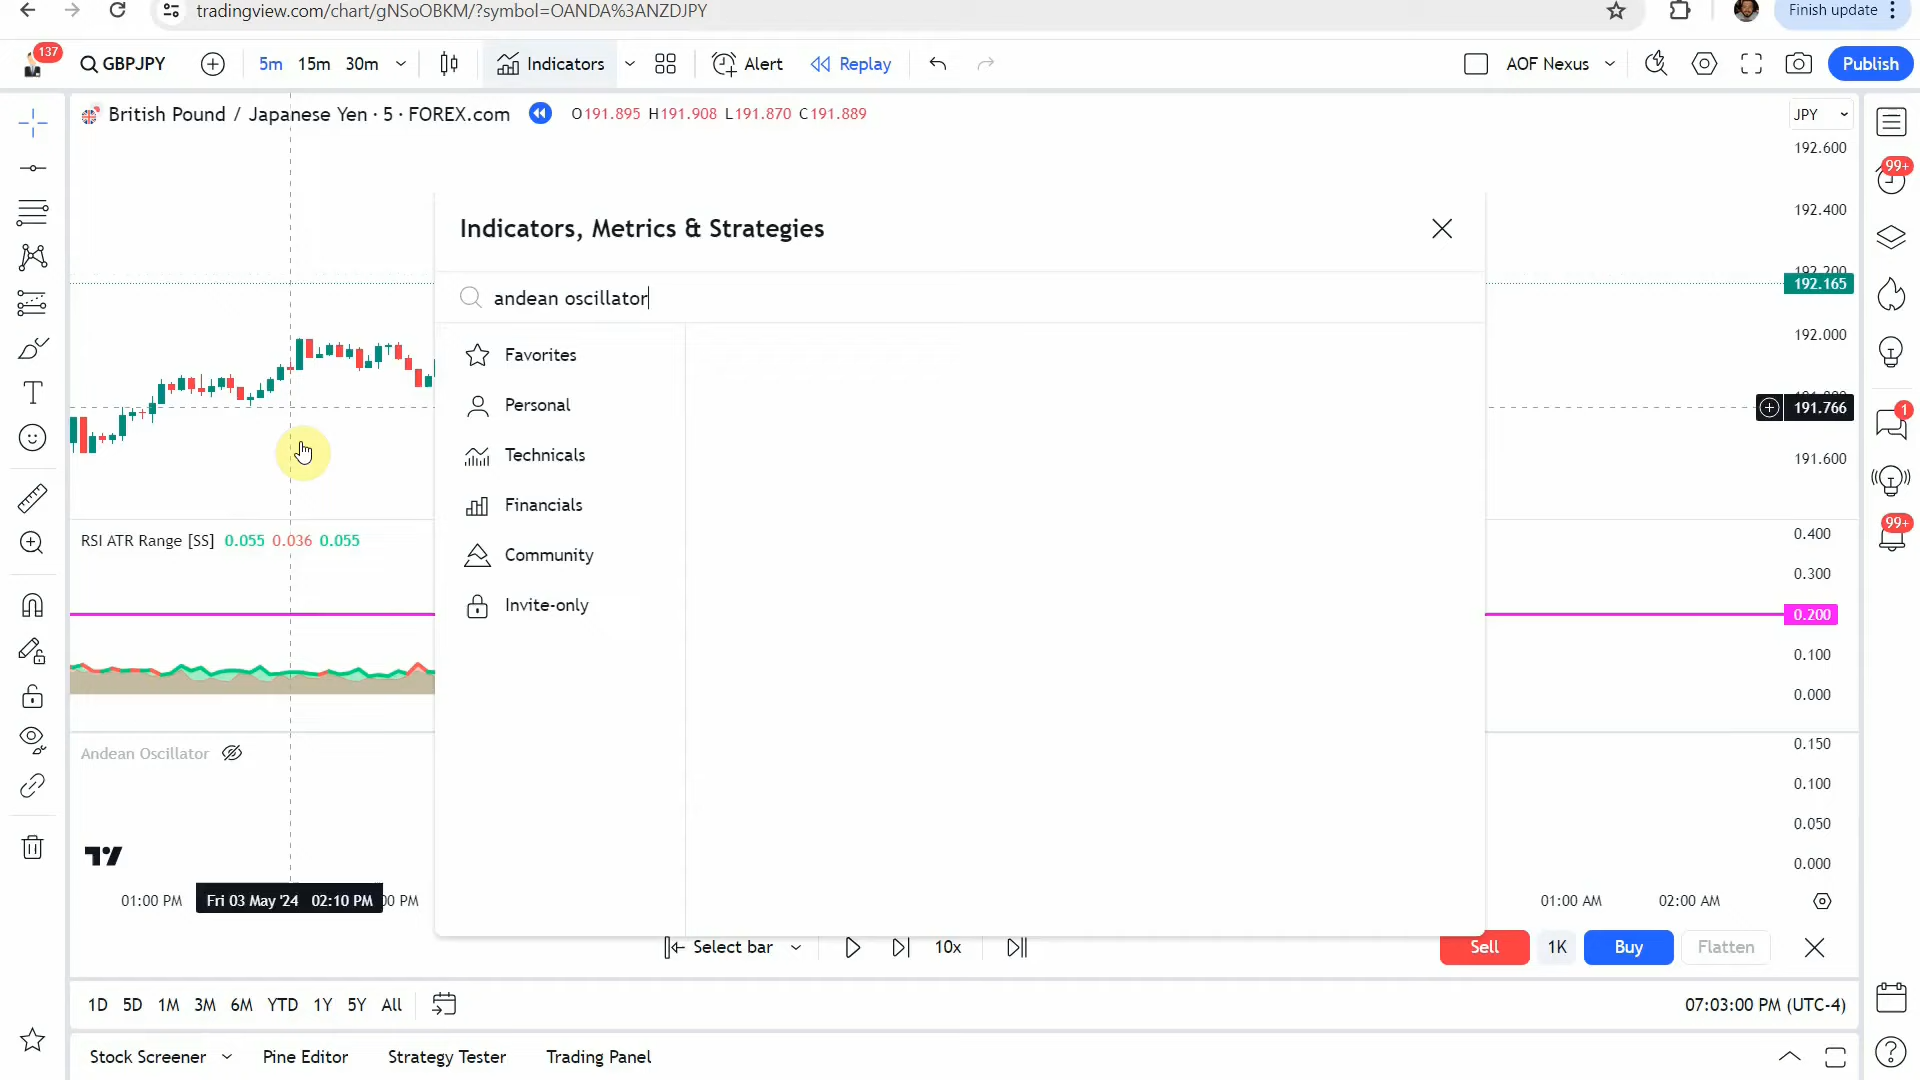 tradingview.com/chart/gNSoOBKM/?symbol=OANDA%3ANZDJPY
Finish update
137
GBPJPY
5m 15m 30m
Indicators
Alert
Replay
AOF Nexus
Publish
British Pound / Japanese Yen · 5 · FOREX.com
O191.895 H191.908 L191.870 C191.889
JPY
192.600
99+
192.400
Indicators, Metrics & Strategies
192.200
192.165
andean oscillator
192.000
Favorites
191.766
Personal
1
Technicals
191.600
Financials
99+
RSI ATR Range [SS] 0.055 0.036 0.055
0.400
Community
0.300
Invite-only
0.200
0.100
0.000
Andean Oscillator
0.150
0.100
0.050
0.000
01:00 PM
Fri 03 May '24 02:10 PM
00 PM
01:00 AM
02:00 AM
Select bar
10x
Sell
1K
Buy
Flatten
1D 5D 1M 3M 6M YTD 1Y 5Y All
07:03:00 PM (UTC-4)
Stock Screener
Pine Editor
Strategy Tester
Trading Panel